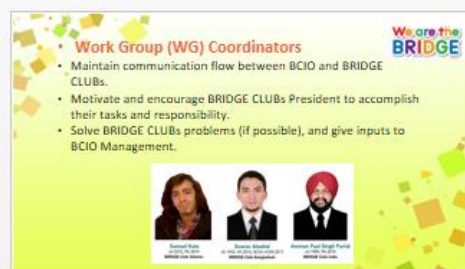 We are the
BRIDGE
• Work Group (WG) Coordinators
• Maintain communication flow between BCIO and BRIDGE
CLUBs.
• Motivate and encourage BRIDGE CLUBs President to accomplish
their tasks and responsibility.
• Solve BRIDGE CLUBs problems (if possible), and give inputs to
BCIO Management.